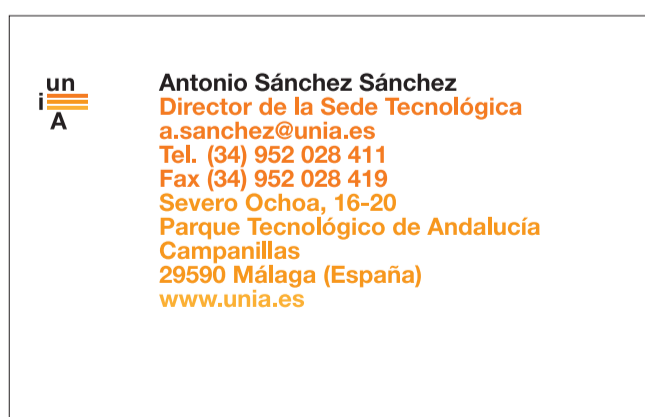 un
i
A
Antonio Sánchez Sánchez
Director de la Sede Tecnológica
a.sanchez@unia.es
Tel. (34) 952 028 411
Fax (34) 952 028 419
Severo Ochoa, 16-20
Parque Tecnológico de Andalucía
Campanillas
29590 Málaga (España)
www.unia.es